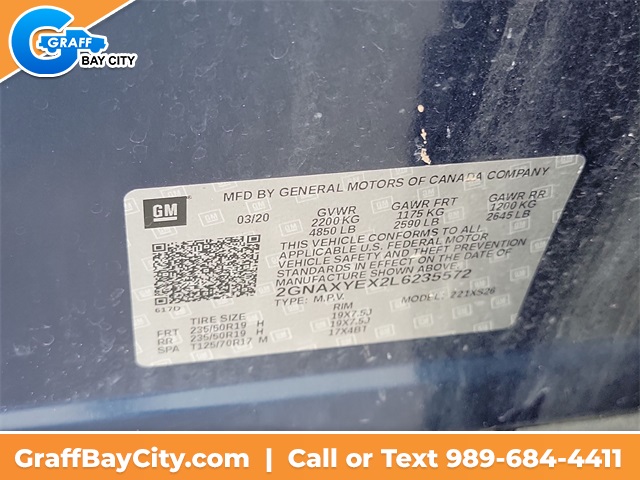 GRAFF
BAY CITY
MFD BY GENERAL MOTORS OF CANADA COMPANY
GM
03/20 GVWR GAWR FRT GAWR RR
2200 KG 1175 KG 1200 KG
4850 LB 2590 LB 2645 LB
THIS VEHICLE CONFORMS TO ALL
APPLICABLE U.S. FEDERAL MOTOR
VEHICLE SAFETY, BUMPER, AND THEFT
PREVENTION STANDARDS IN EFFECT ON
THE DATE OF MANUFACTURE SHOWN ABOVE.
2GNAXYEX2L6235572
617D
TYPE: M.P.V. MODEL: 221XS26
TIRE SIZE RIM
FRT 235/50R19 H 19X7.5J
RR 235/50R19 H 19X7.5J
SPA T125/70R17 M 17X4BT
GraffBayCity.com | Call or Text 989-684-4411